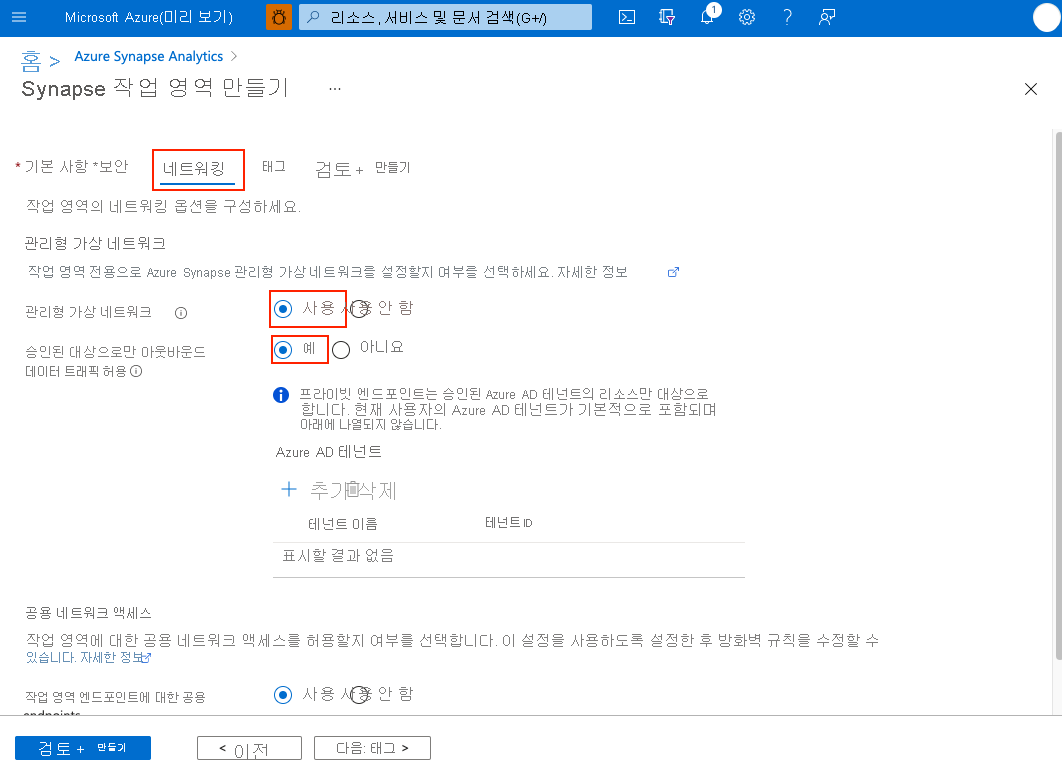 Microsoft Azure(미리 보기)
리소스,서비스 및 문서 검색(G+/)
1
홈 > Azure Synapse Analytics >
Synapse 작업 영역 만들기 ...
* 기본 사항 *보안 네트워킹 태그 검토 + 만들기
작업 영역의 네트워킹 옵션을 구성하세요.
관리형 가상 네트워크
작업 영역 전용으로 Azure Synapse 관리형 가상 네트워크를 설정할지 여부를 선택하세요. 자세한 정보
관리형 가상 네트워크 사용 사용 안 함
승인된 대상으로만 아웃바운드 예 아니요
데이터 트래픽 허용
프라이빗 엔드포인트는 승인된 Azure AD 테넌트의 리소스만 대상으로
합니다. 현재 사용자의 Azure AD 테넌트가 기본적으로 포함되며
아래에 나열되지 않습니다.
Azure AD 테넌트
+ 추가 삭제
테넌트 이름 테넌트 ID
표시할 결과 없음
공용 네트워크 액세스
작업 영역에 대한 공용 네트워크 액세스를 허용할지 여부를 선택합니다. 이 설정을 사용하도록 설정한 후 방화벽 규칙을 수정할 수
있습니다. 자세한 정보
작업 영역 엔드포인트에 대한 공용 사용 사용 안 함
endpoints
검토 + 만들기 < 이전 다음: 태그 >